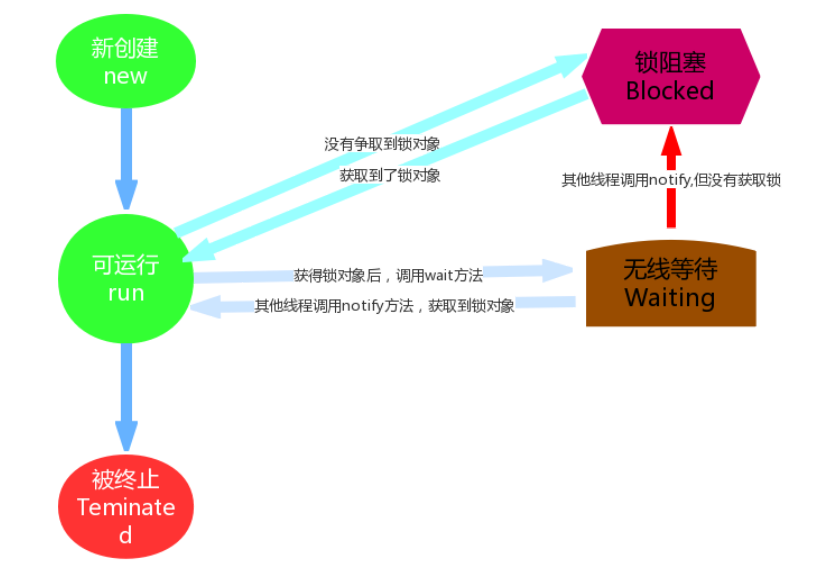 新创建
new
锁阻塞
Blocked
没有争取到锁对象
获取到了锁对象
其他线程调用notify,但没有获取锁
可运行
run
获得锁对象后，调用wait方法
其他线程调用notify方法，获取到锁对象
无线等待
Waiting
被终止
Teminate
d